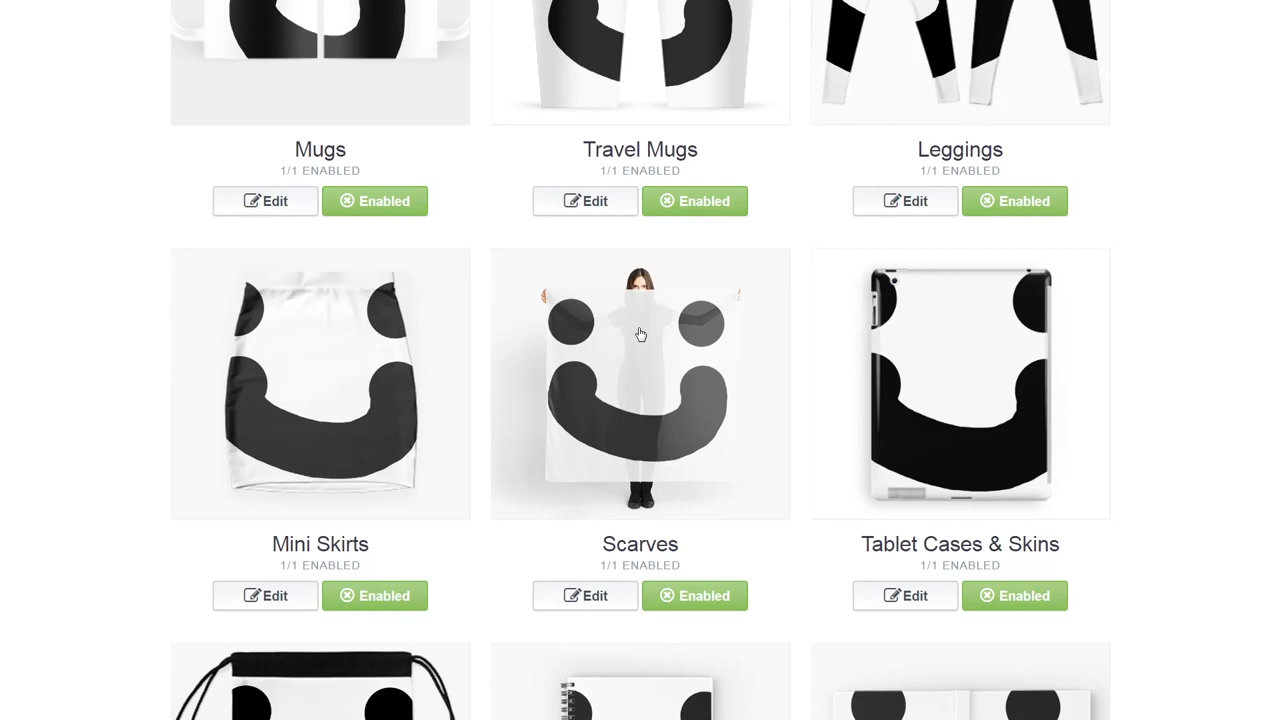 Mugs
1/1 ENABLED
Edit
Enabled
Travel Mugs
1/1 ENABLED
Edit
Enabled
Leggings
1/1 ENABLED
Edit
Enabled
Mini Skirts
1/1 ENABLED
Edit
Enabled
Scarves
1/1 ENABLED
Edit
Enabled
Tablet Cases & Skins
1/1 ENABLED
Edit
Enabled